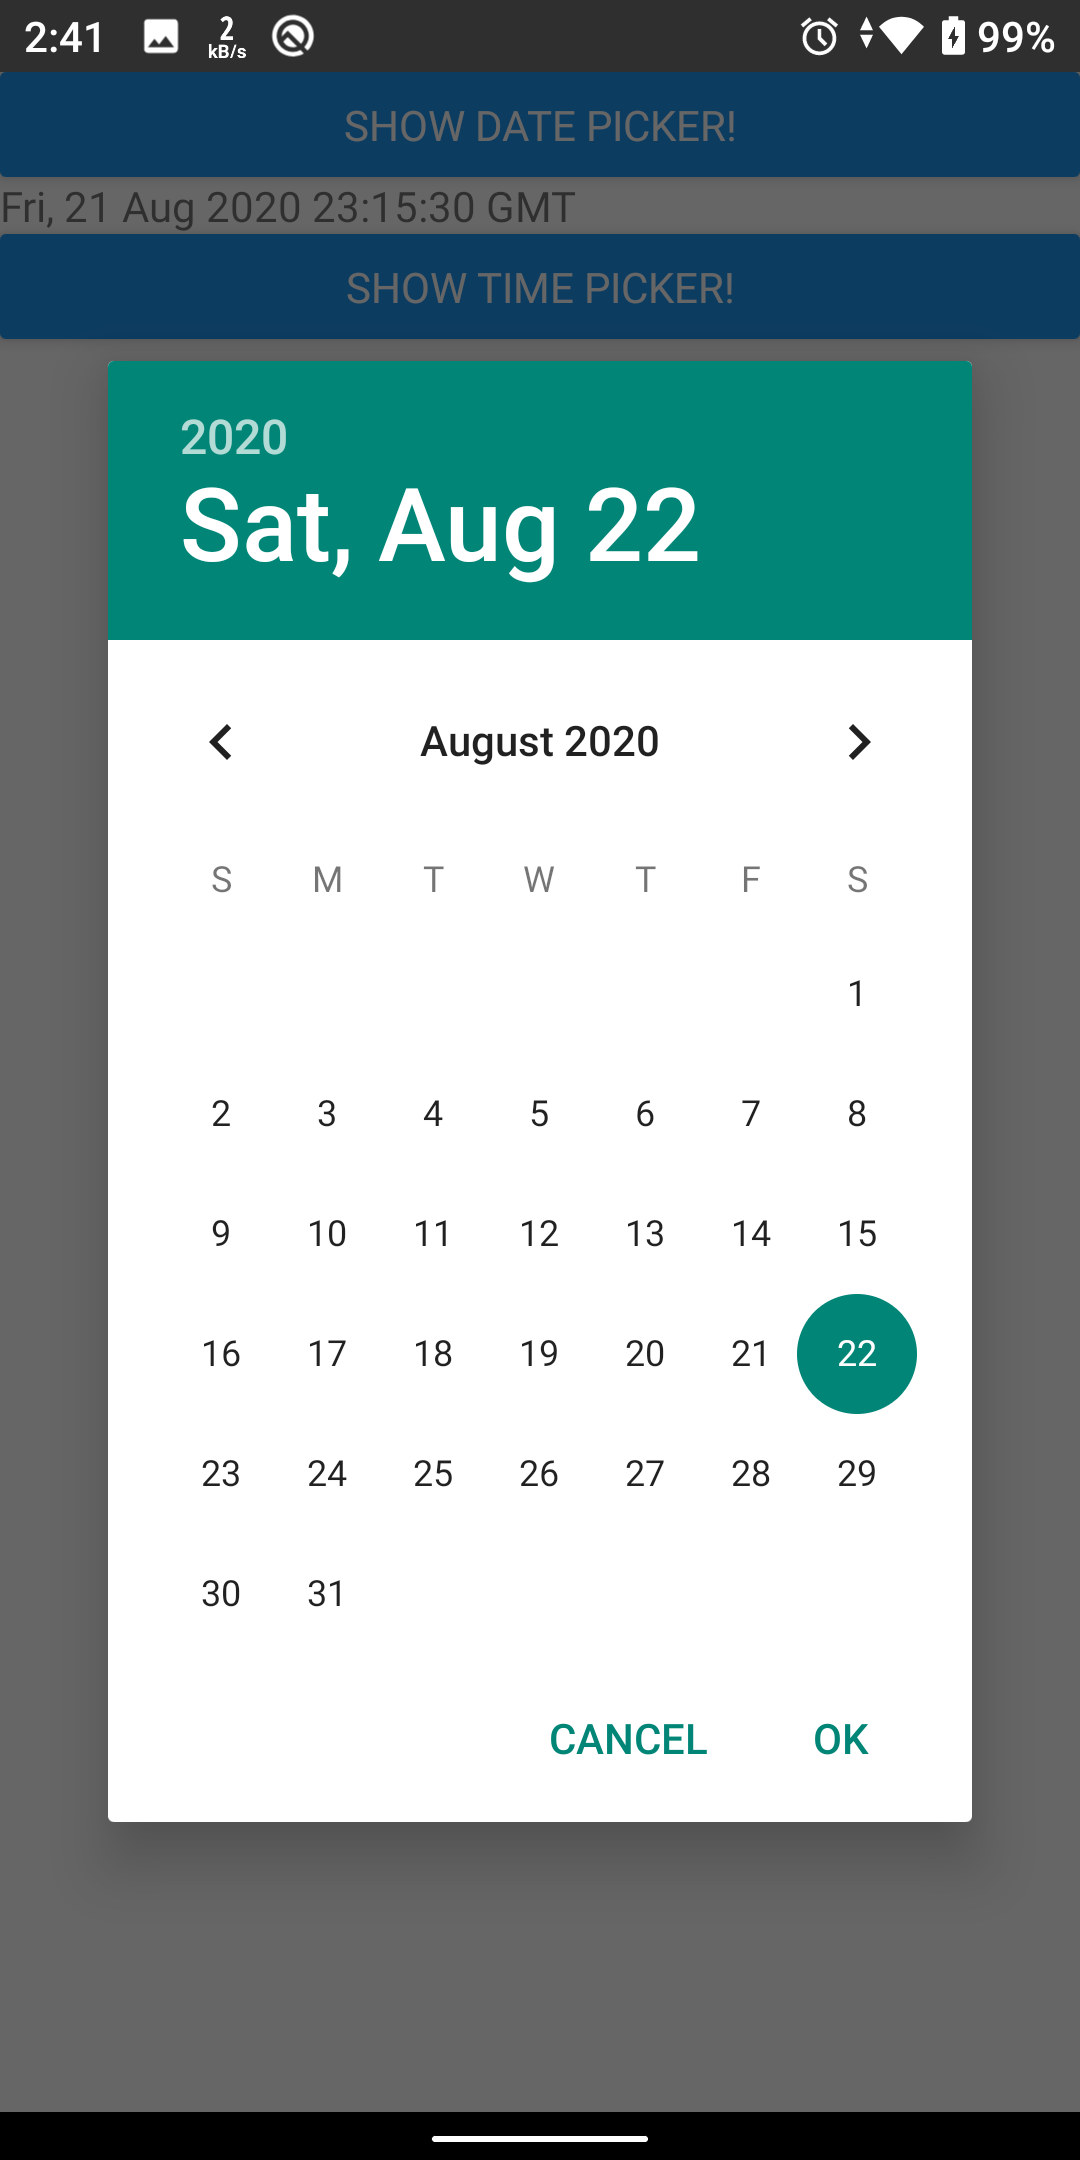 2:41 2 kB/s 99%
SHOW DATE PICKER!
Fri, 21 Aug 2020 23:15:30 GMT
SHOW TIME PICKER!
2020
Sat, Aug 22
August 2020
S M T W T F S
1
2 3 4 5 6 7 8
9 10 11 12 13 14 15
16 17 18 19 20 21 22
23 24 25 26 27 28 29
30 31
CANCEL OK